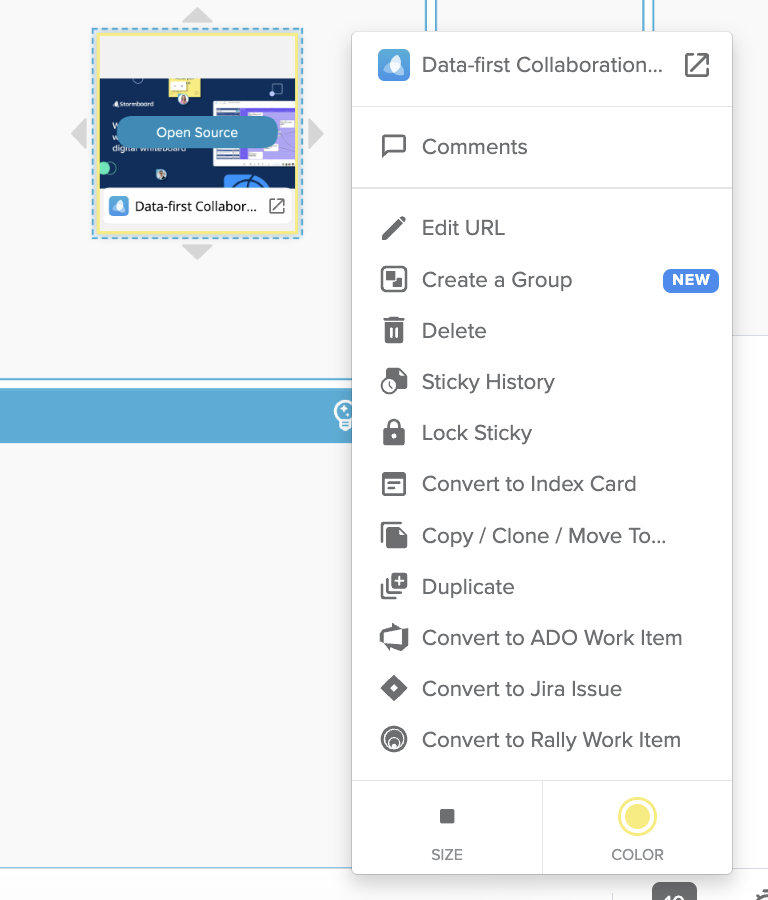 Stormboard
digital whiteboard
Open Source
Data-first Collabor...
Data-first Collaboration...
Comments
Edit URL
Create a Group NEW
Delete
Sticky History
Lock Sticky
Convert to Index Card
Copy / Clone / Move To...
Duplicate
Convert to ADO Work Item
Convert to Jira Issue
Convert to Rally Work Item
SIZE COLOR